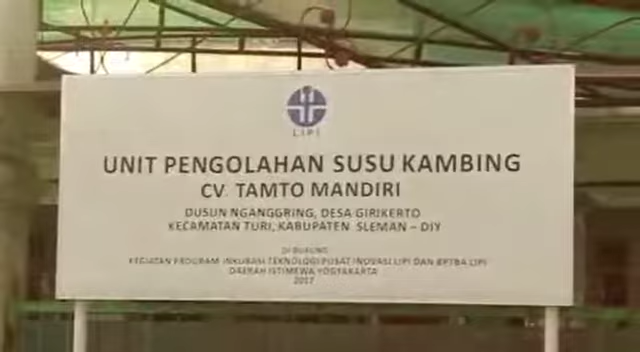 LIPI
UNIT PENGOLAHAN SUSU KAMBING
CV. TAMTO MANDIRI
DUSUN NGANGGRING, DESA GIRIKERTO
KECAMATAN TURI, KABUPATEN SLEMAN – DIY
DI DUKUNG
KEGIATAN PROGRAM INKUBASI TEKNOLOGI PUSAT INOVASI LIPI DAN BPTBA LIPI
DAERAH ISTIMEWA YOGYAKARTA
2017